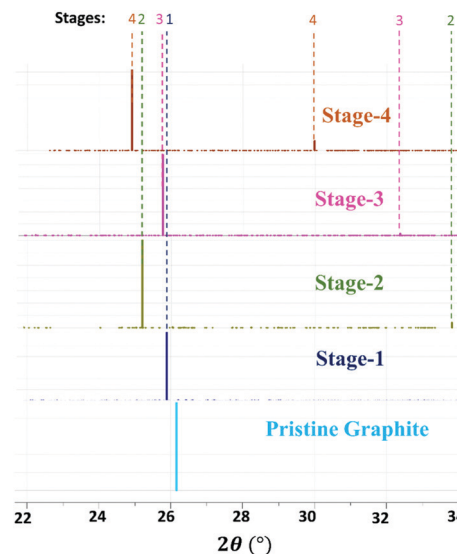 Stages: 4 2 3 1 4 3 2
Stage-4
Stage-3
Stage-2
Stage-1
Pristine Graphite
22 24 26 28 30 32 34
2θ (°)